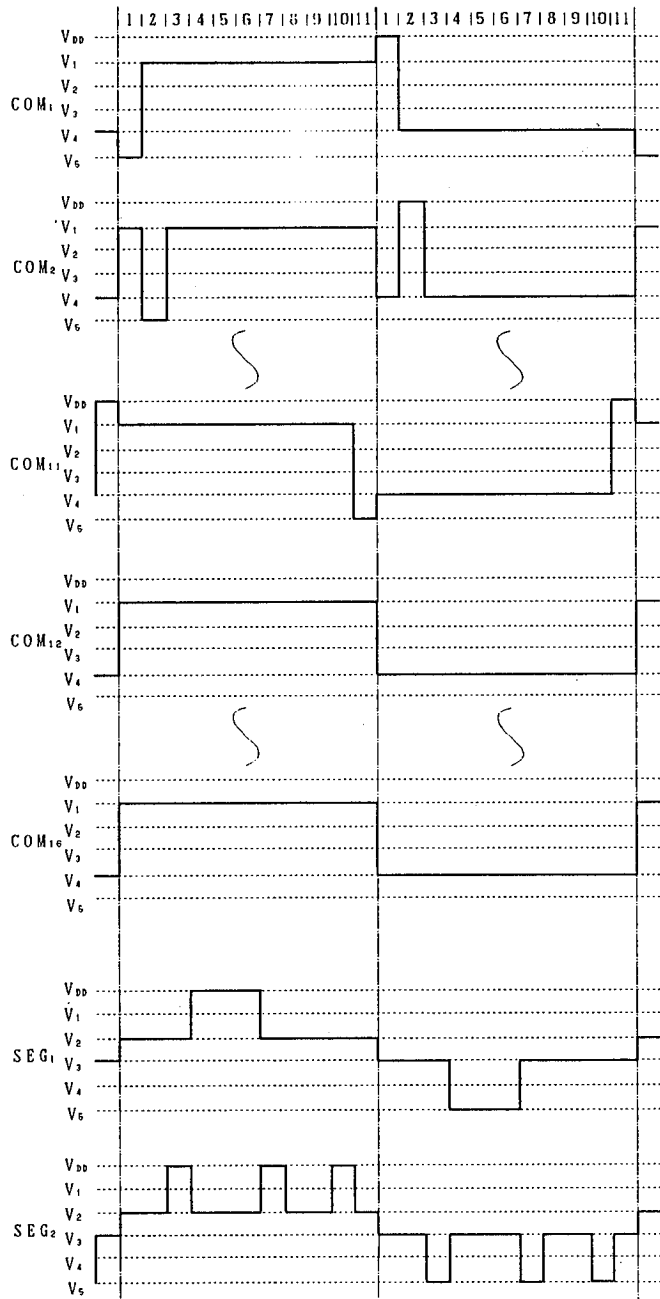 1 | 2 | 3 | 4 | 5 | 6 | 7 | 8 | 9 | 10 | 11 | 1 | 2 | 3 | 4 | 5 | 6 | 7 | 8 | 9 | 10 | 11 |
VDD
V1
V2
COM1
V3
V4
V5
VDD
V1
V2
COM2
V3
V4
V5
VDD
V1
V2
COM11
V3
V4
V5
VDD
V1
V2
COM12
V3
V4
V5
VDD
V1
V2
COM16
V3
V4
V5
VDD
V1
V2
SEG1
V3
V4
V5
VDD
V1
V2
SEG2
V3
V4
V5